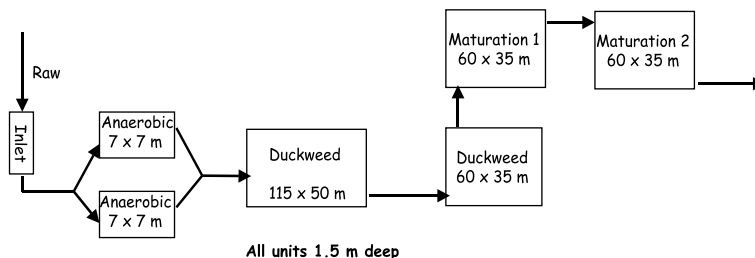 Raw
Inlet
Anaerobic
7 x 7 m
Anaerobic
7 x 7 m
Duckweed
115 x 50 m
Duckweed
60 x 35 m
Maturation 1
60 x 35 m
Maturation 2
60 x 35 m
All units 1.5 m deep